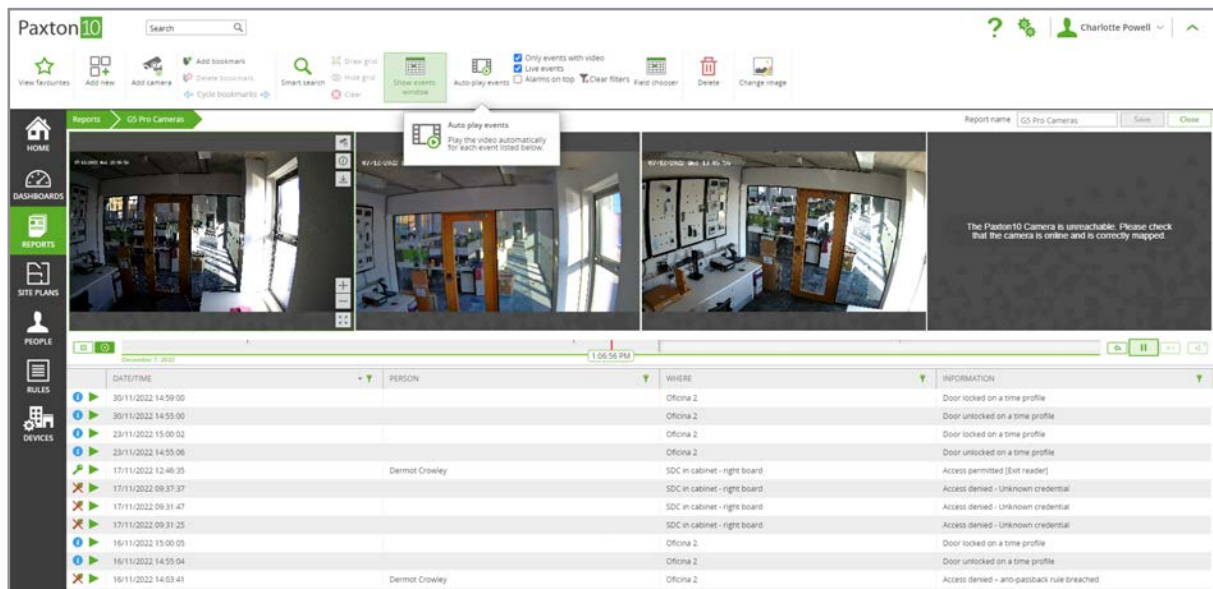 Paxton10
Search
Charlotte Powell
View favourites
Add new
Add camera
Add bookmark
Delete bookmark
Cycle bookmarks
Smart search
Draw grid
Hide grid
Clear
Show events
window
Auto play events
Only events with video
Live events
Alarms on top
Clear filters
Field chooser
Delete
Change image
HOME
DASHBOARDS
REPORTS
SITE PLANS
PEOPLE
RULES
DEVICES
Reports
G5 Pro Cameras
Report name
G5 Pro Cameras
Save
Close
Auto play events
Play the video automatically
for each event listed below.
07-12-2022 Wed 13:05:56
The Paxton10 Camera is unreachable. Please check
that the camera is online and is correctly mapped.
December 7, 2022
1:06:56 PM
DATE/TIME PERSON WHERE INFORMATION
30/11/2022 14:59:00 Oficina 2 Door locked on a time profile
30/11/2022 14:55:00 Oficina 2 Door unlocked on a time profile
23/11/2022 15:00:02 Oficina 2 Door locked on a time profile
23/11/2022 14:55:06 Oficina 2 Door unlocked on a time profile
17/11/2022 12:46:35 Dermot Crowley SDC in cabinet - right board Access permitted [Exit reader]
17/11/2022 09:37:37 SDC in cabinet - right board Access denied - Unknown credential
17/11/2022 09:31:47 SDC in cabinet - right board Access denied - Unknown credential
17/11/2022 09:31:25 SDC in cabinet - right board Access denied - Unknown credential
16/11/2022 15:00:05 Oficina 2 Door locked on a time profile
16/11/2022 14:55:04 Oficina 2 Door unlocked on a time profile
16/11/2022 14:03:41 Dermot Crowley Oficina 2 Access denied – anti-passback rule breached